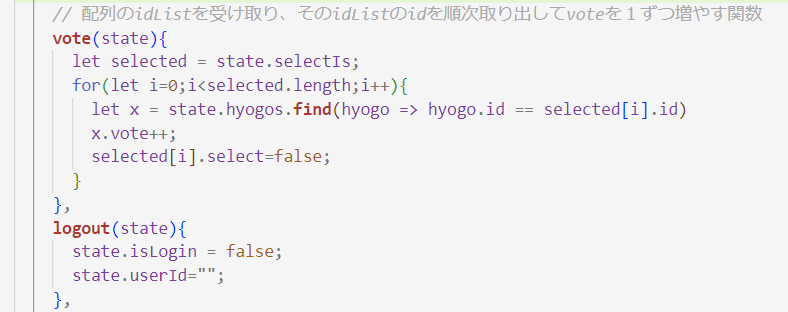 // 配列のidListを受け取り、そのidListのidを順次取り出してvoteを１ずつ増やす関数
vote(state){
let selected = state.selectIs;
for(let i=0;i<selected.length;i++){
let x = state.hyogos.find(hyogo => hyogo.id == selected[i].id)
x.vote++;
selected[i].select=false;
}
},
logout(state){
state.isLogin = false;
state.userId="";
},